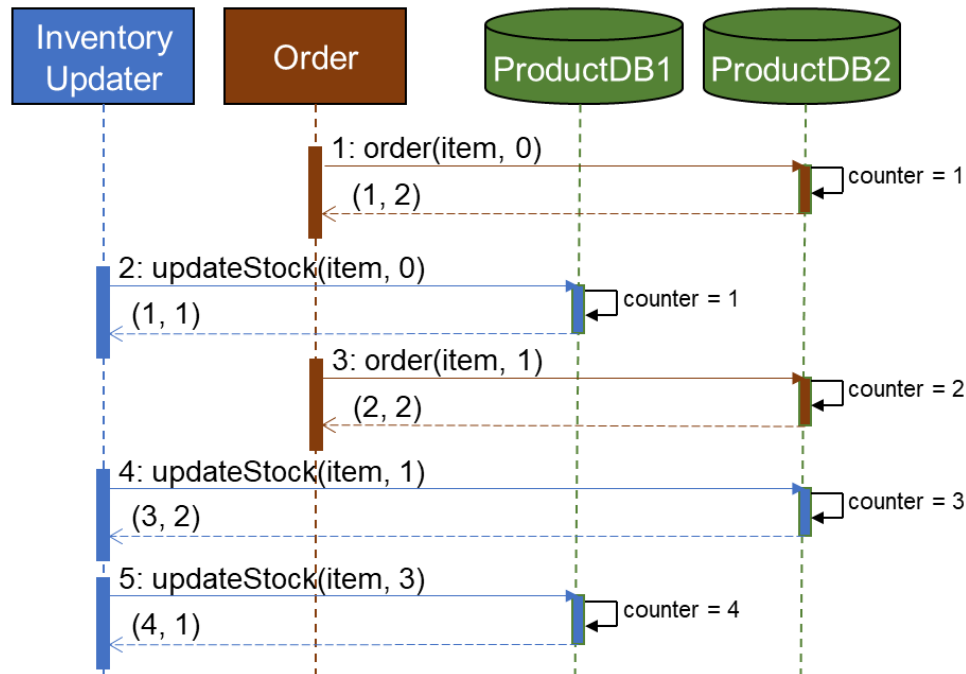 Inventory
Updater
Order
ProductDB1
ProductDB2
1: order(item, 0)
counter = 1
(1, 2)
2: updateStock(item, 0)
counter = 1
(1, 1)
3: order(item, 1)
counter = 2
(2, 2)
4: updateStock(item, 1)
counter = 3
(3, 2)
5: updateStock(item, 3)
counter = 4
(4, 1)